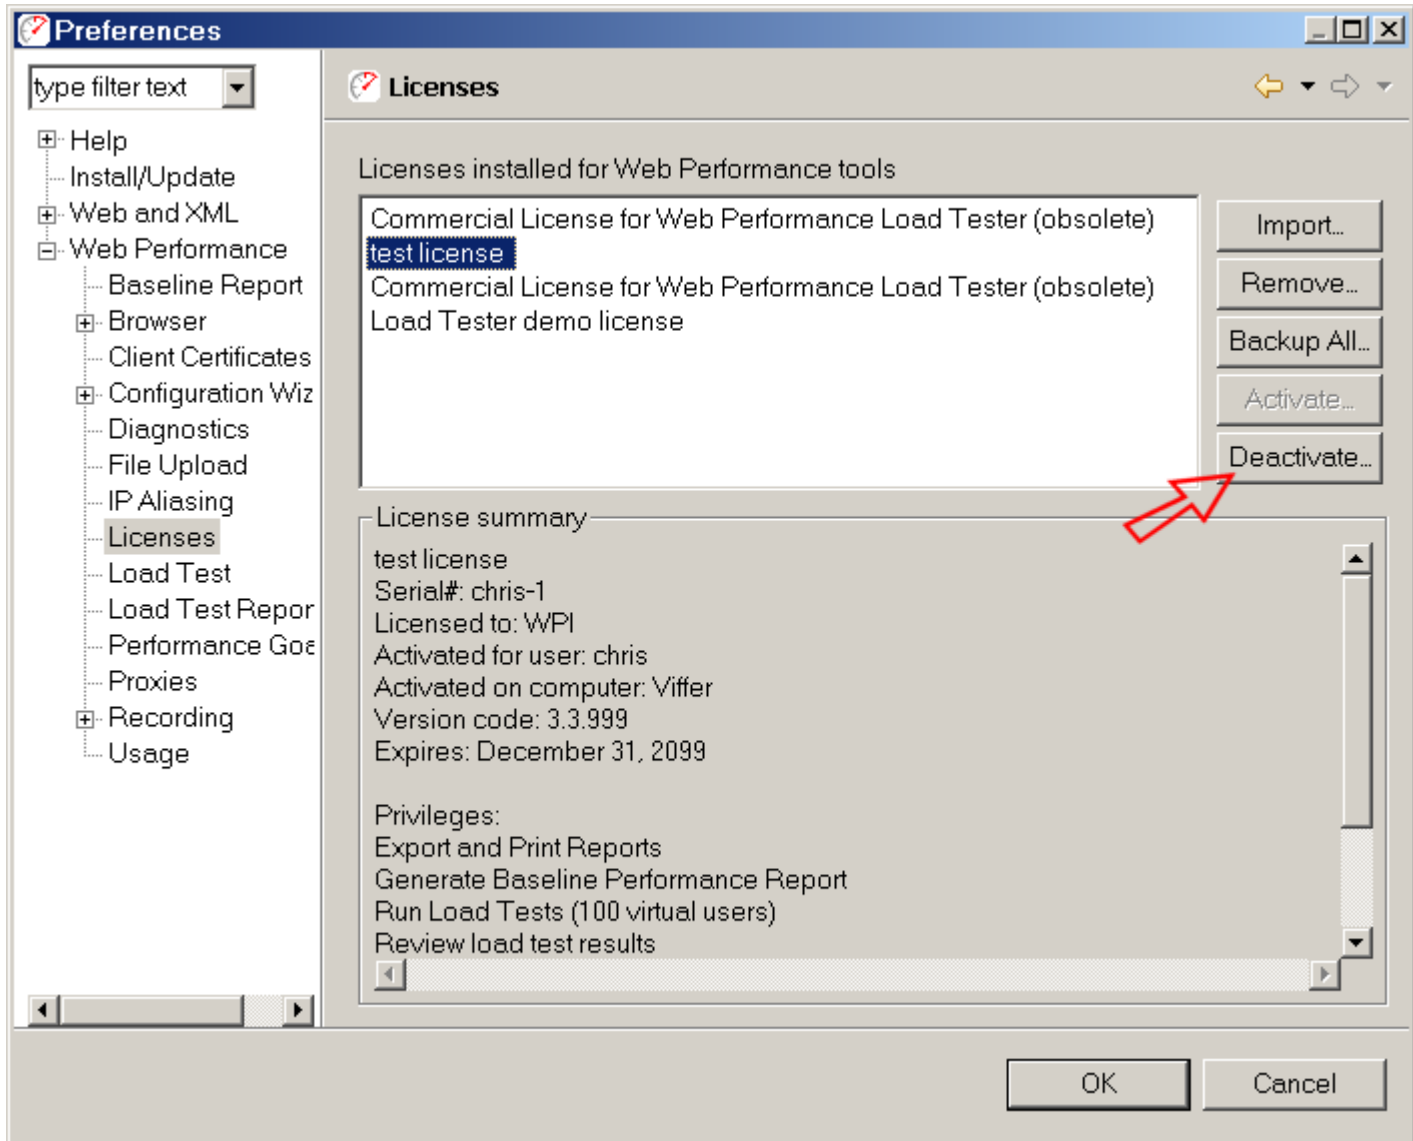 Preferences
type filter text
Help
Install/Update
Web and XML
Web Performance
Baseline Report
Browser
Client Certificates
Configuration Wiz
Diagnostics
File Upload
IP Aliasing
Licenses
Load Test
Load Test Repor
Performance Goa
Proxies
Recording
Usage
Licenses
Licenses installed for Web Performance tools
Commercial License for Web Performance Load Tester (obsolete)
test license
Commercial License for Web Performance Load Tester (obsolete)
Load Tester demo license
Import...
Remove...
Backup All...
Activate...
Deactivate...
License summary
test license
Serial#: chris-1
Licensed to: WPI
Activated for user: chris
Activated on computer: Viffer
Version code: 3.3.999
Expires: December 31, 2099
Privileges:
Export and Print Reports
Generate Baseline Performance Report
Run Load Tests (100 virtual users)
Review load test results
OK
Cancel